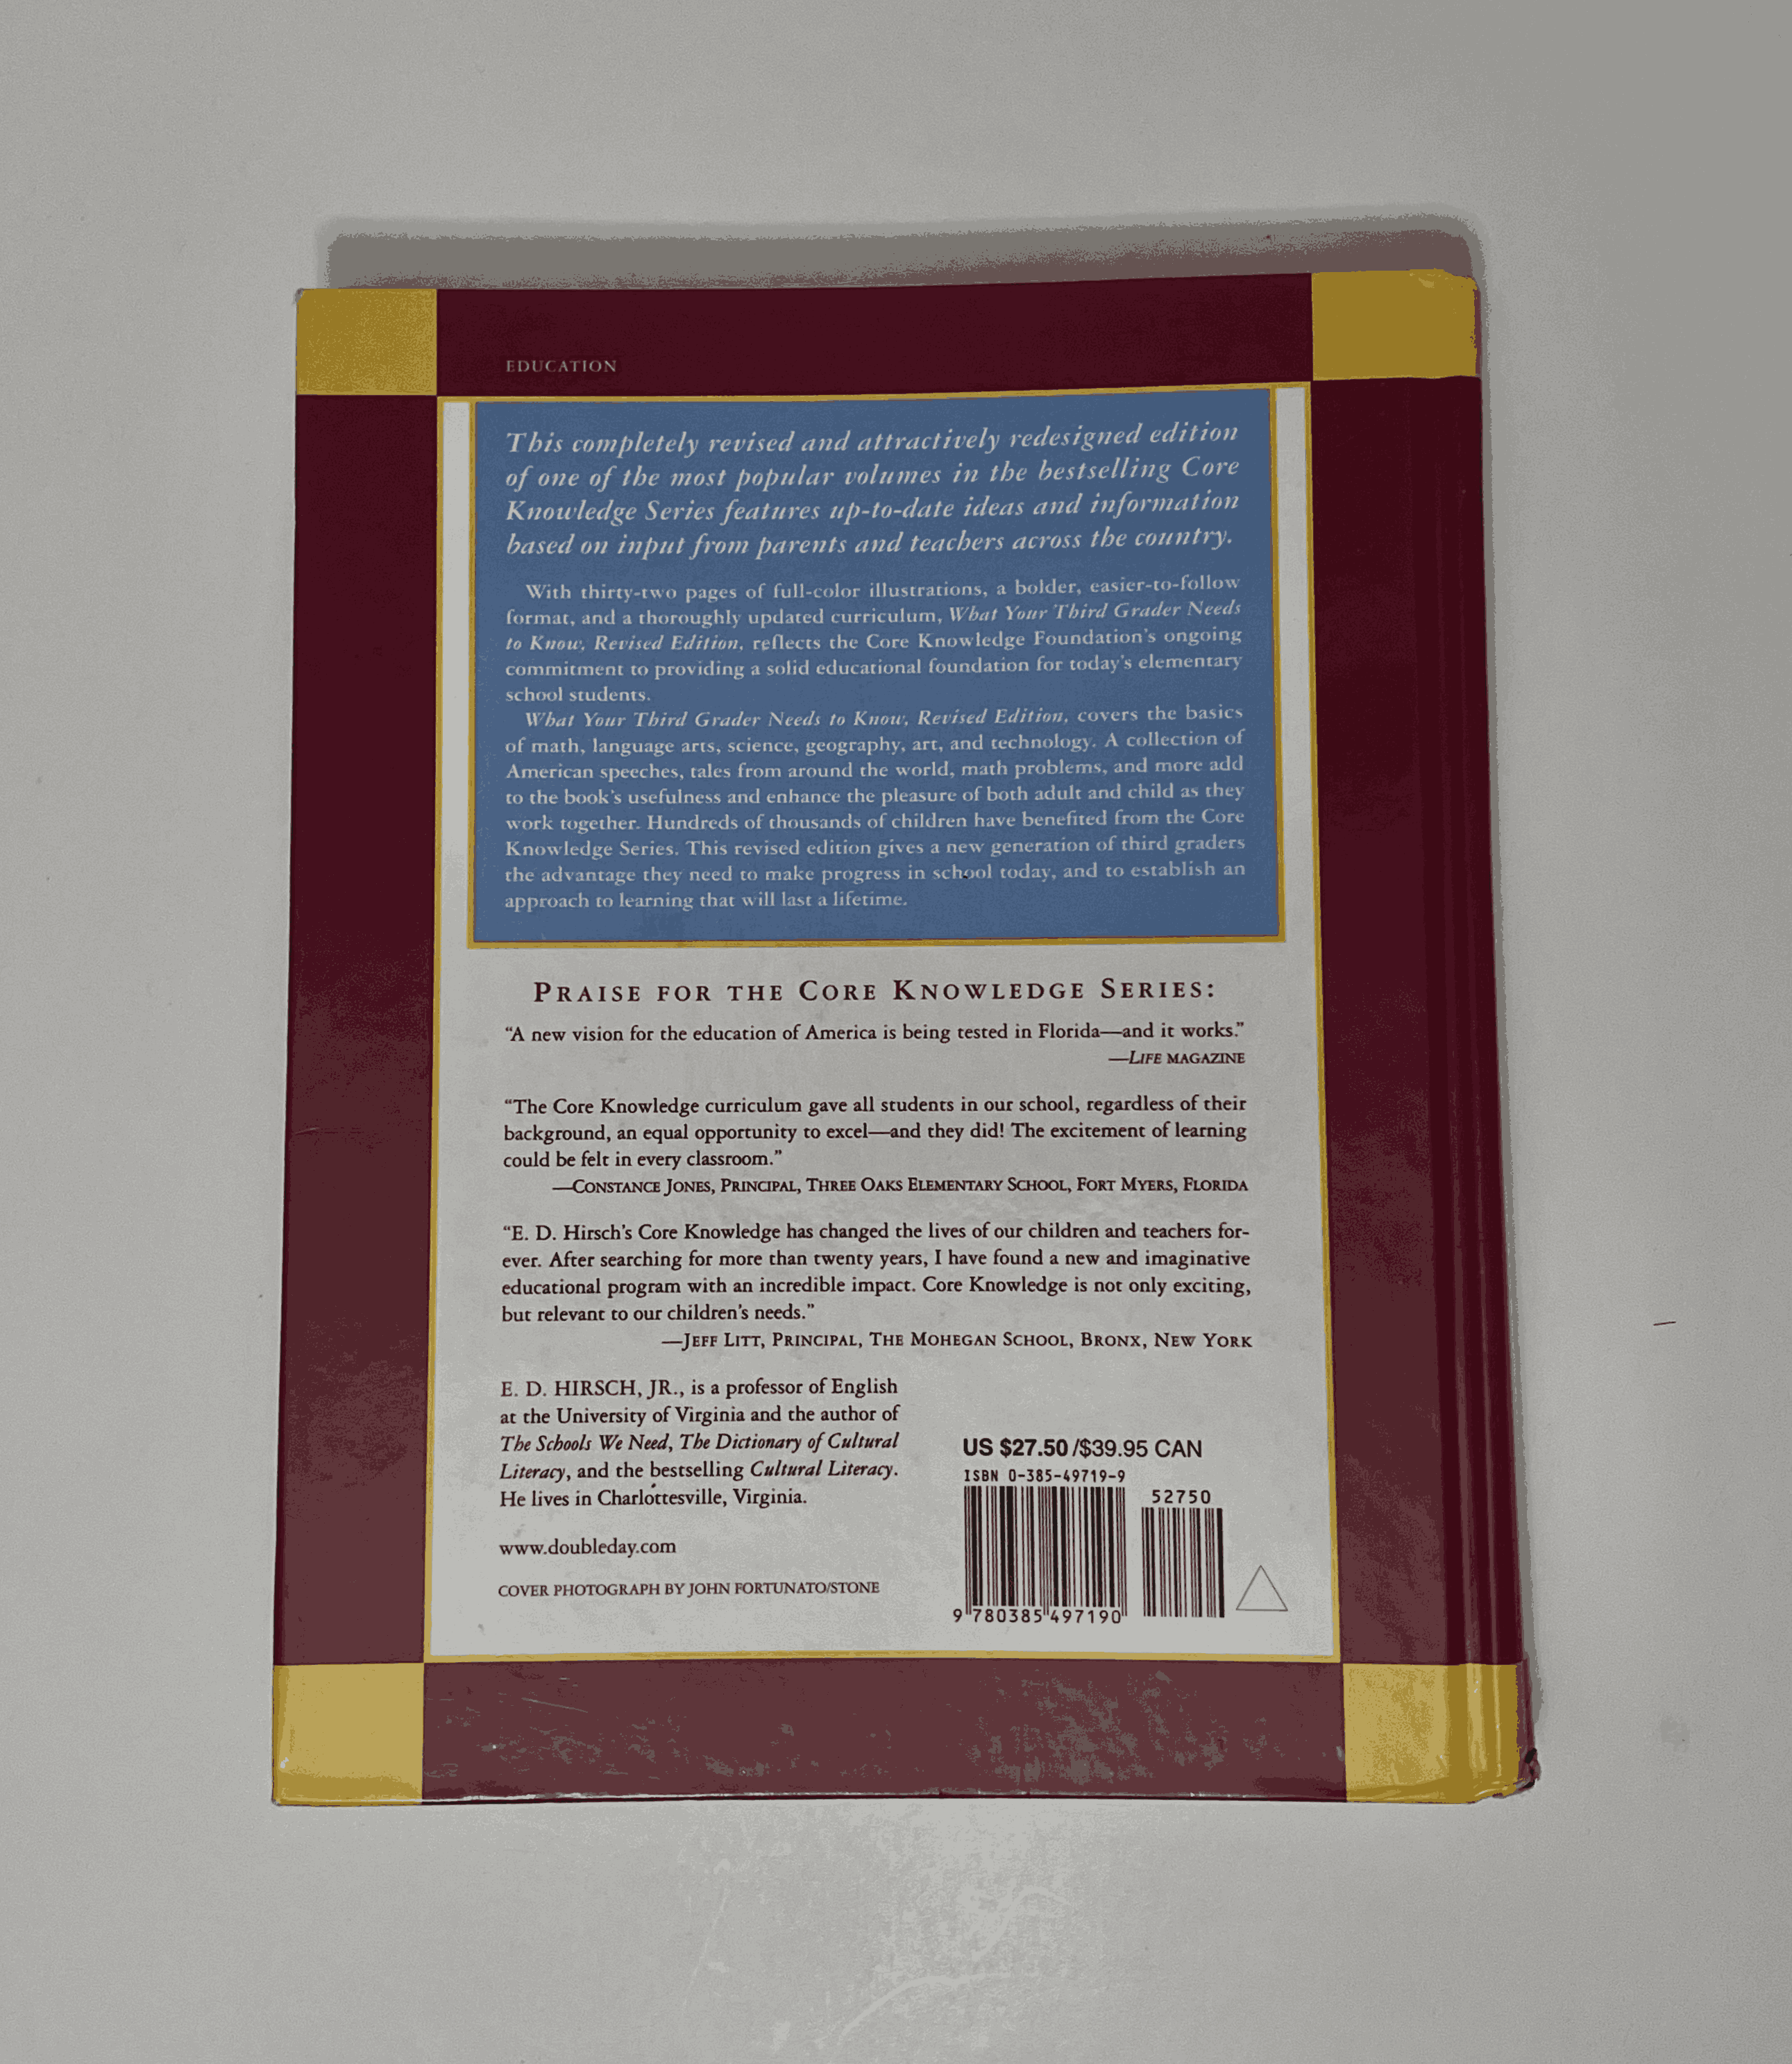 EDUCATION
This completely revised and attractively redesigned edition
of one of the most popular volumes in the bestselling Core
Knowledge Series features up-to-date ideas and information
based on input from parents and teachers across the country.
With thirty-two pages of full-color illustrations, a bolder, easier-to-follow
format, and a thoroughly updated curriculum, What Your Third Grader Needs
to Know, Revised Edition, reflects the Core Knowledge Foundation's ongoing
commitment to providing a solid educational foundation for today's elementary
school students.
What Your Third Grader Needs to Know, Revised Edition, covers the basics
of math, language arts, science, geography, art, and technology. A collection of
American speeches, tales from around the world, math problems, and more add
to the book's usefulness and enhance the pleasure of both adult and child as they
work together. Hundreds of thousands of children have benefited from the Core
Knowledge Series. This revised edition gives a new generation of third graders
the advantage they need to make progress in school today, and to establish an
approach to learning that will last a lifetime.
PRAISE FOR THE CORE KNOWLEDGE SERIES:
“A new vision for the education of America is being tested in Florida—and it works.”
—LIFE MAGAZINE
“The Core Knowledge curriculum gave all students in our school, regardless of their
background, an equal opportunity to excel—and they did! The excitement of learning
could be felt in every classroom.”
—CONSTANCE JONES, PRINCIPAL, THREE OAKS ELEMENTARY SCHOOL, FORT MYERS, FLORIDA
“E. D. Hirsch's Core Knowledge has changed the lives of our children and teachers for-
ever. After searching for more than twenty years, I have found a new and imaginative
educational program with an incredible impact. Core Knowledge is not only exciting,
but relevant to our children's needs.”
—JEFF LITT, PRINCIPAL, THE MOHEGAN SCHOOL, BRONX, NEW YORK
E. D. HIRSCH, JR., is a professor of English
at the University of Virginia and the author of
The Schools We Need, The Dictionary of Cultural
Literacy, and the bestselling Cultural Literacy.
He lives in Charlottesville, Virginia.
www.doubleday.com
COVER PHOTOGRAPH BY JOHN FORTUNATO/STONE
US $27.50/$39.95 CAN
ISBN 0-385-49719-9
52750
9 780385 497190